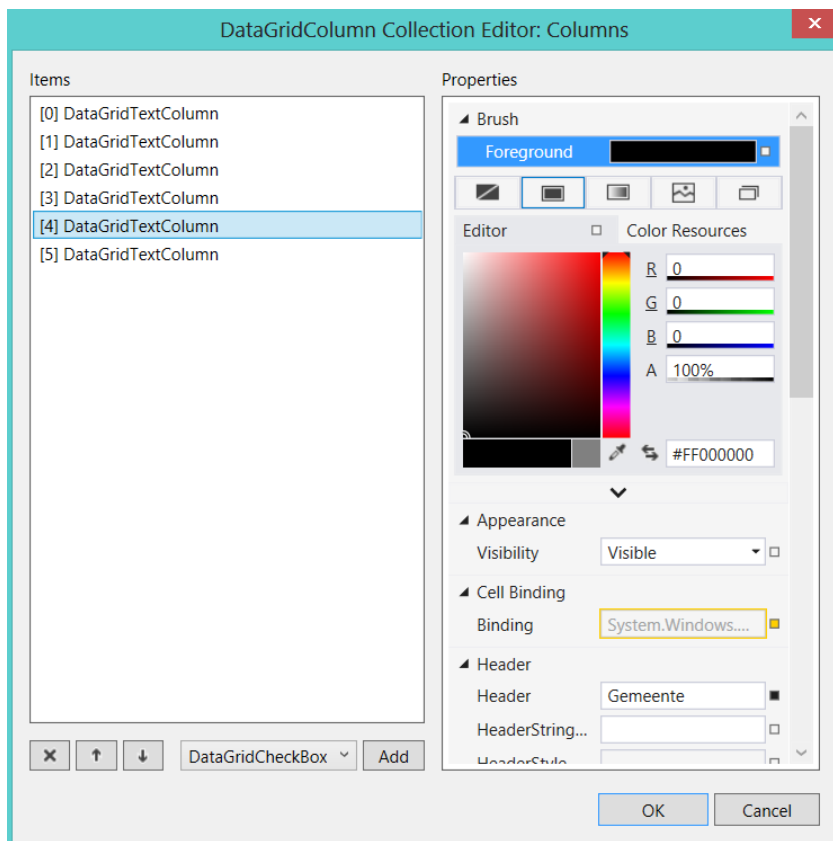 DataGridColumn Collection Editor: Columns
Items
[0] DataGridTextColumn
[1] DataGridTextColumn
[2] DataGridTextColumn
[3] DataGridTextColumn
[4] DataGridTextColumn
[5] DataGridTextColumn
DataGridCheckBox
Add
Properties
Brush
Foreground
Editor
Color Resources
R 0
G 0
B 0
A 100%
#FF000000
Appearance
Visibility Visible
Cell Binding
Binding System.Windows....
Header
Header Gemeente
HeaderString...
HeaderStyle
OK
Cancel